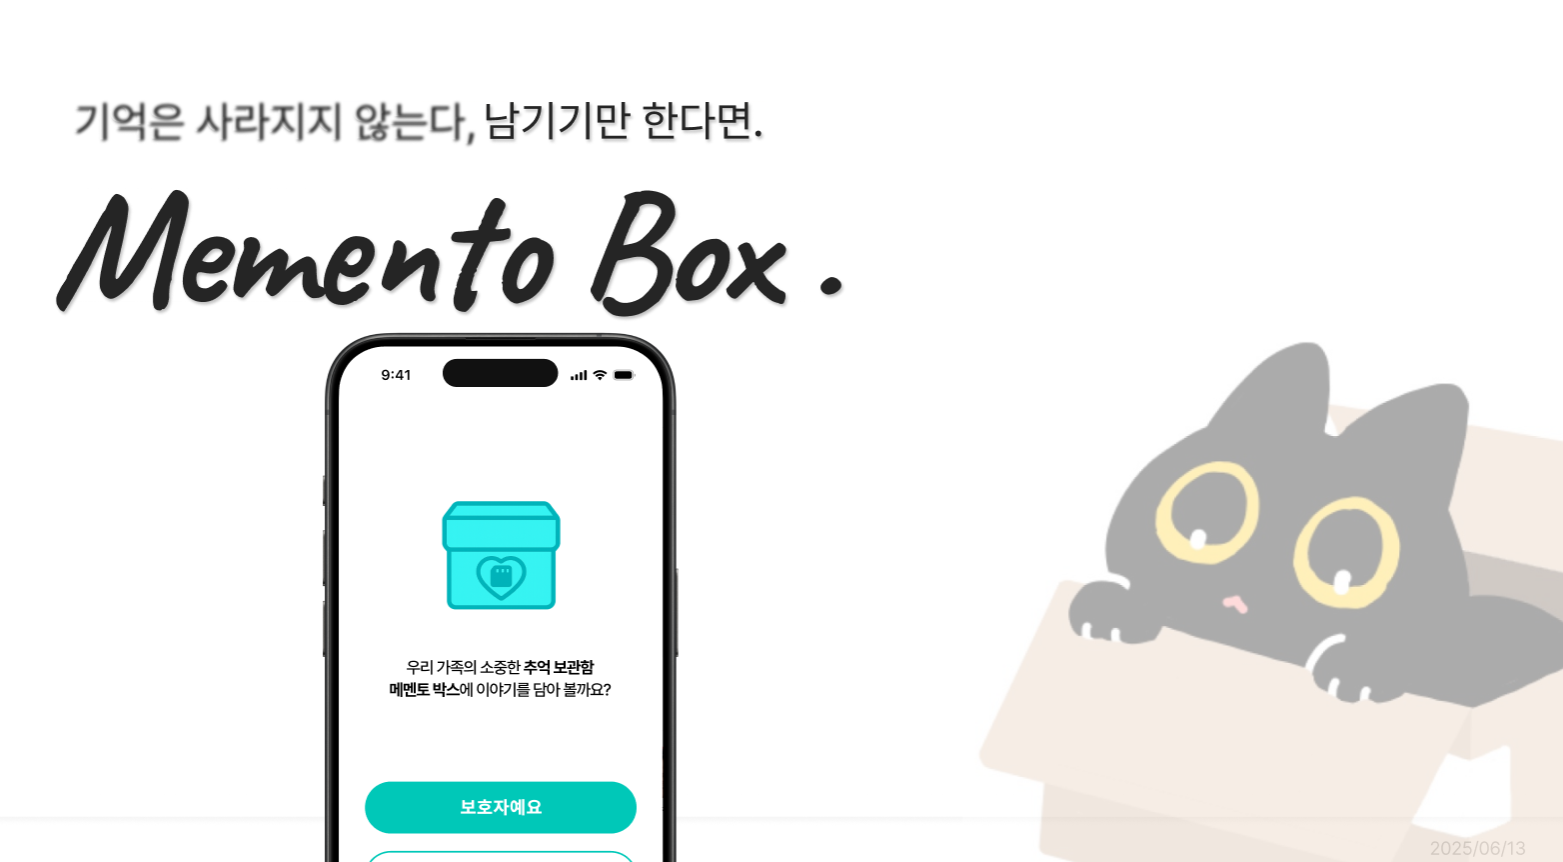 기억은 사라지지 않는다, 남기기만 한다면.
Memento Box .
9:41
우리 가족의 소중한 추억 보관함
메멘토 박스에 이야기를 담아 볼까요?
보호자예요
2025/06/13